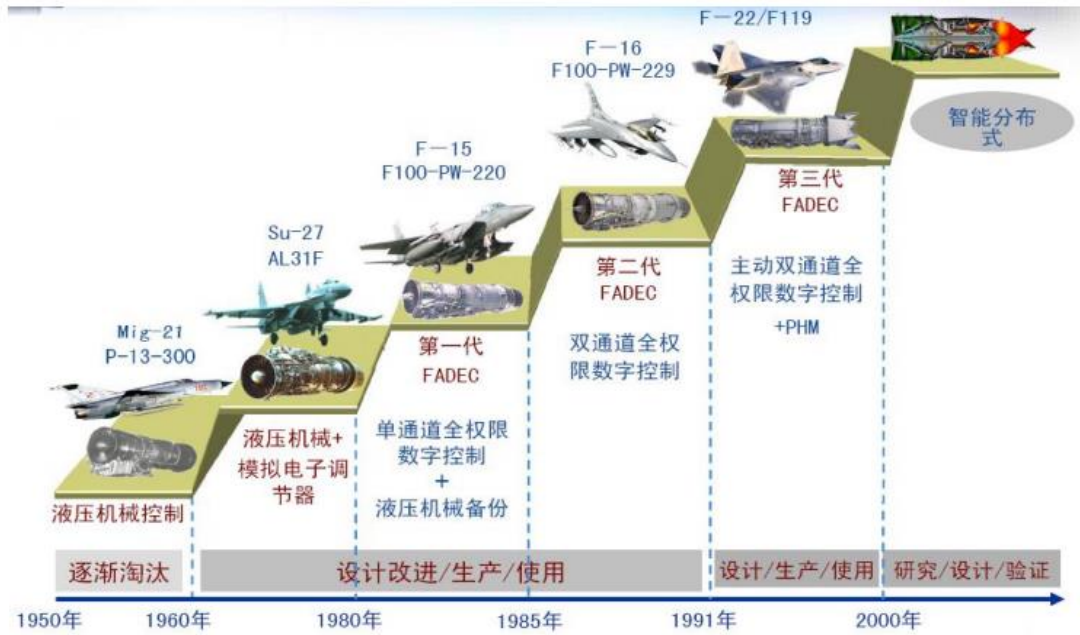 F-22/F119
F-16
F100-PW-229
智能分布
式
F-15
F100-PW-220
第三代
FADEC
Su-27
AL31F
第二代
FADEC
主动双通道全
权限数字控制
+PHM
Mig-21
P-13-300
第一代
FADEC
双通道全权
限数字控制
液压机械+
模拟电子调
节器
单通道全权限
数字控制
+
液压机械备份
液压机械控制
逐渐淘汰
设计改进/生产/使用
设计/生产/使用
研究/设计/验证
1950年
1960年
1980年
1985年
1991年
2000年